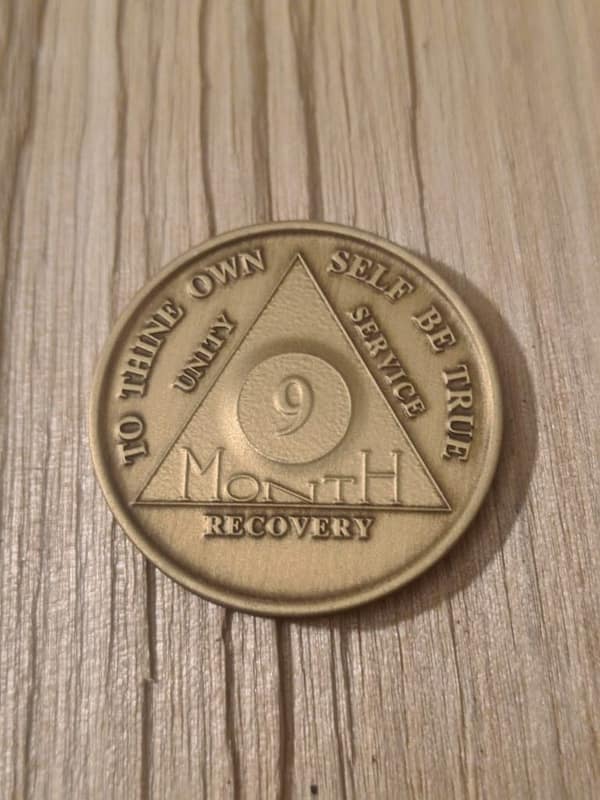 TO THINE OWN SELF BE TRUE
UNITY
SERVICE
9
MONTH
RECOVERY